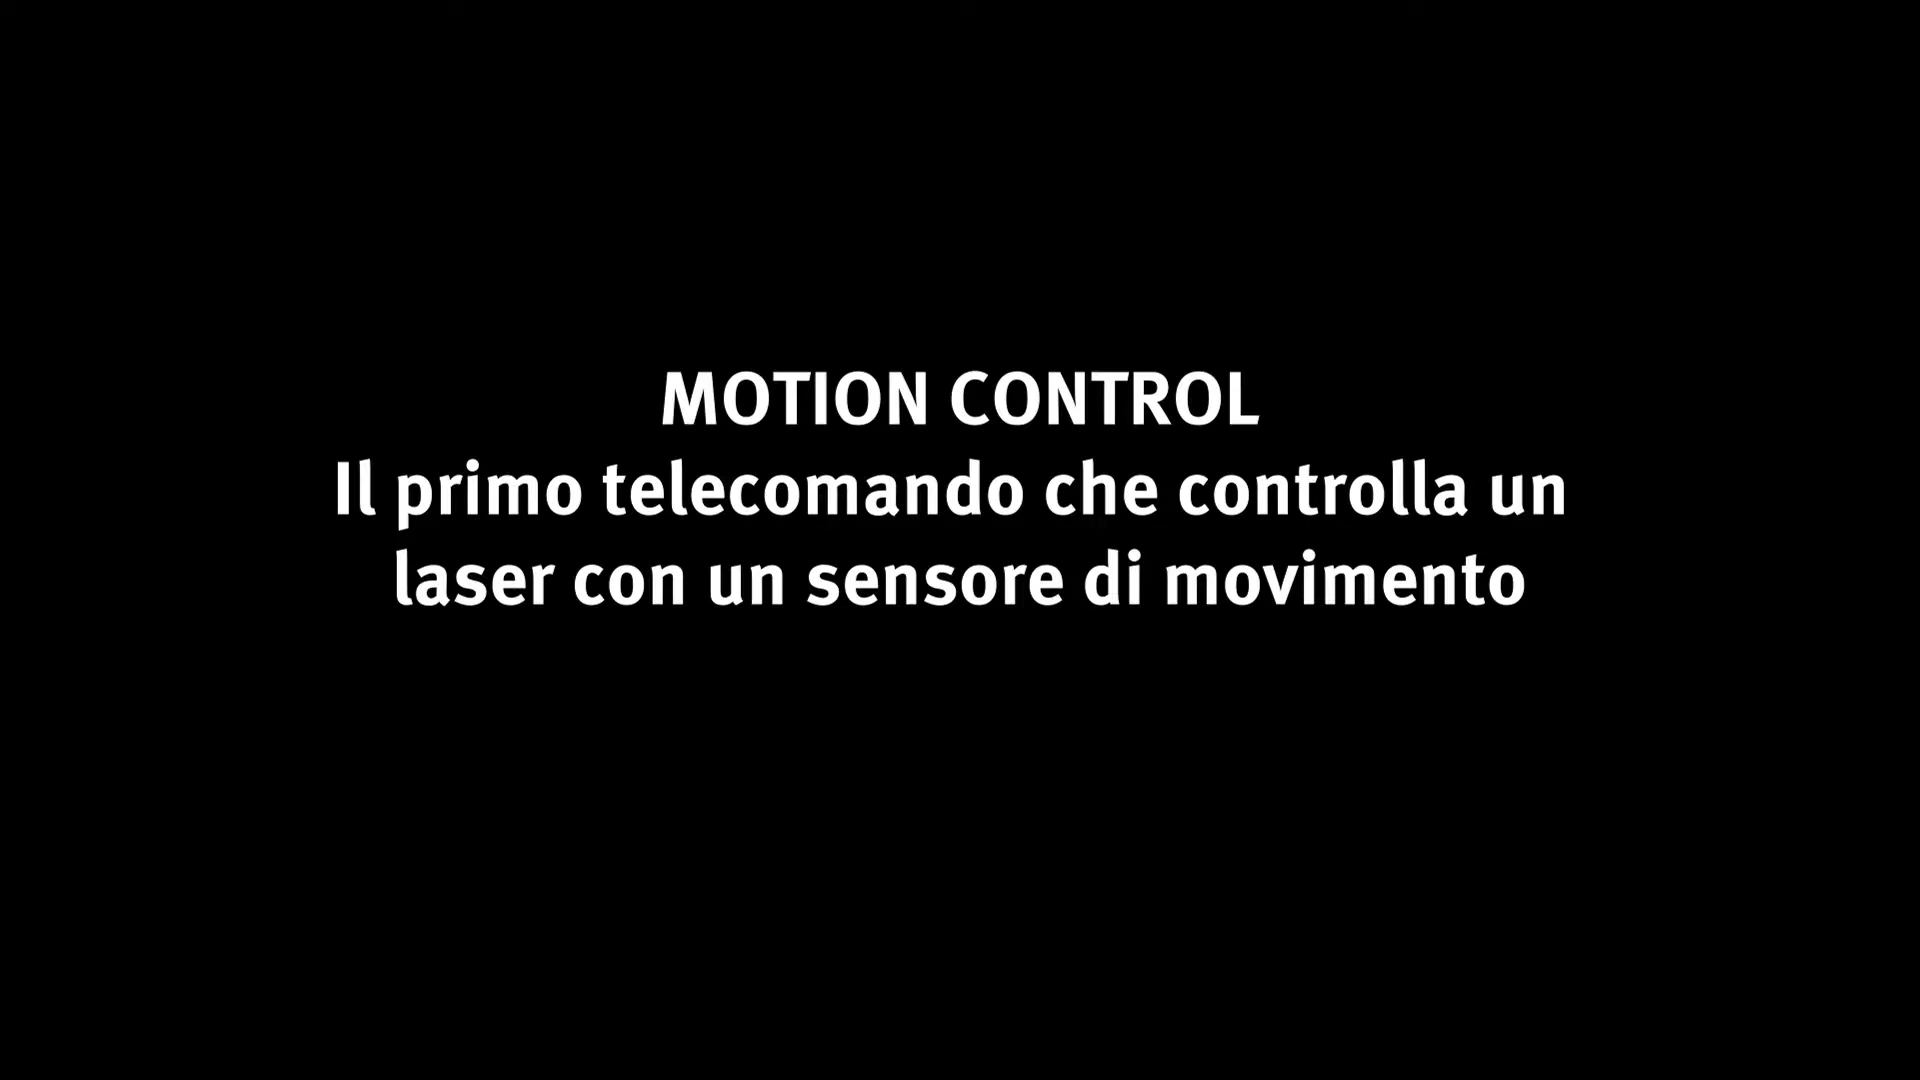 MOTION CONTROL
Il primo telecomando che controlla un
laser con un sensore di movimento